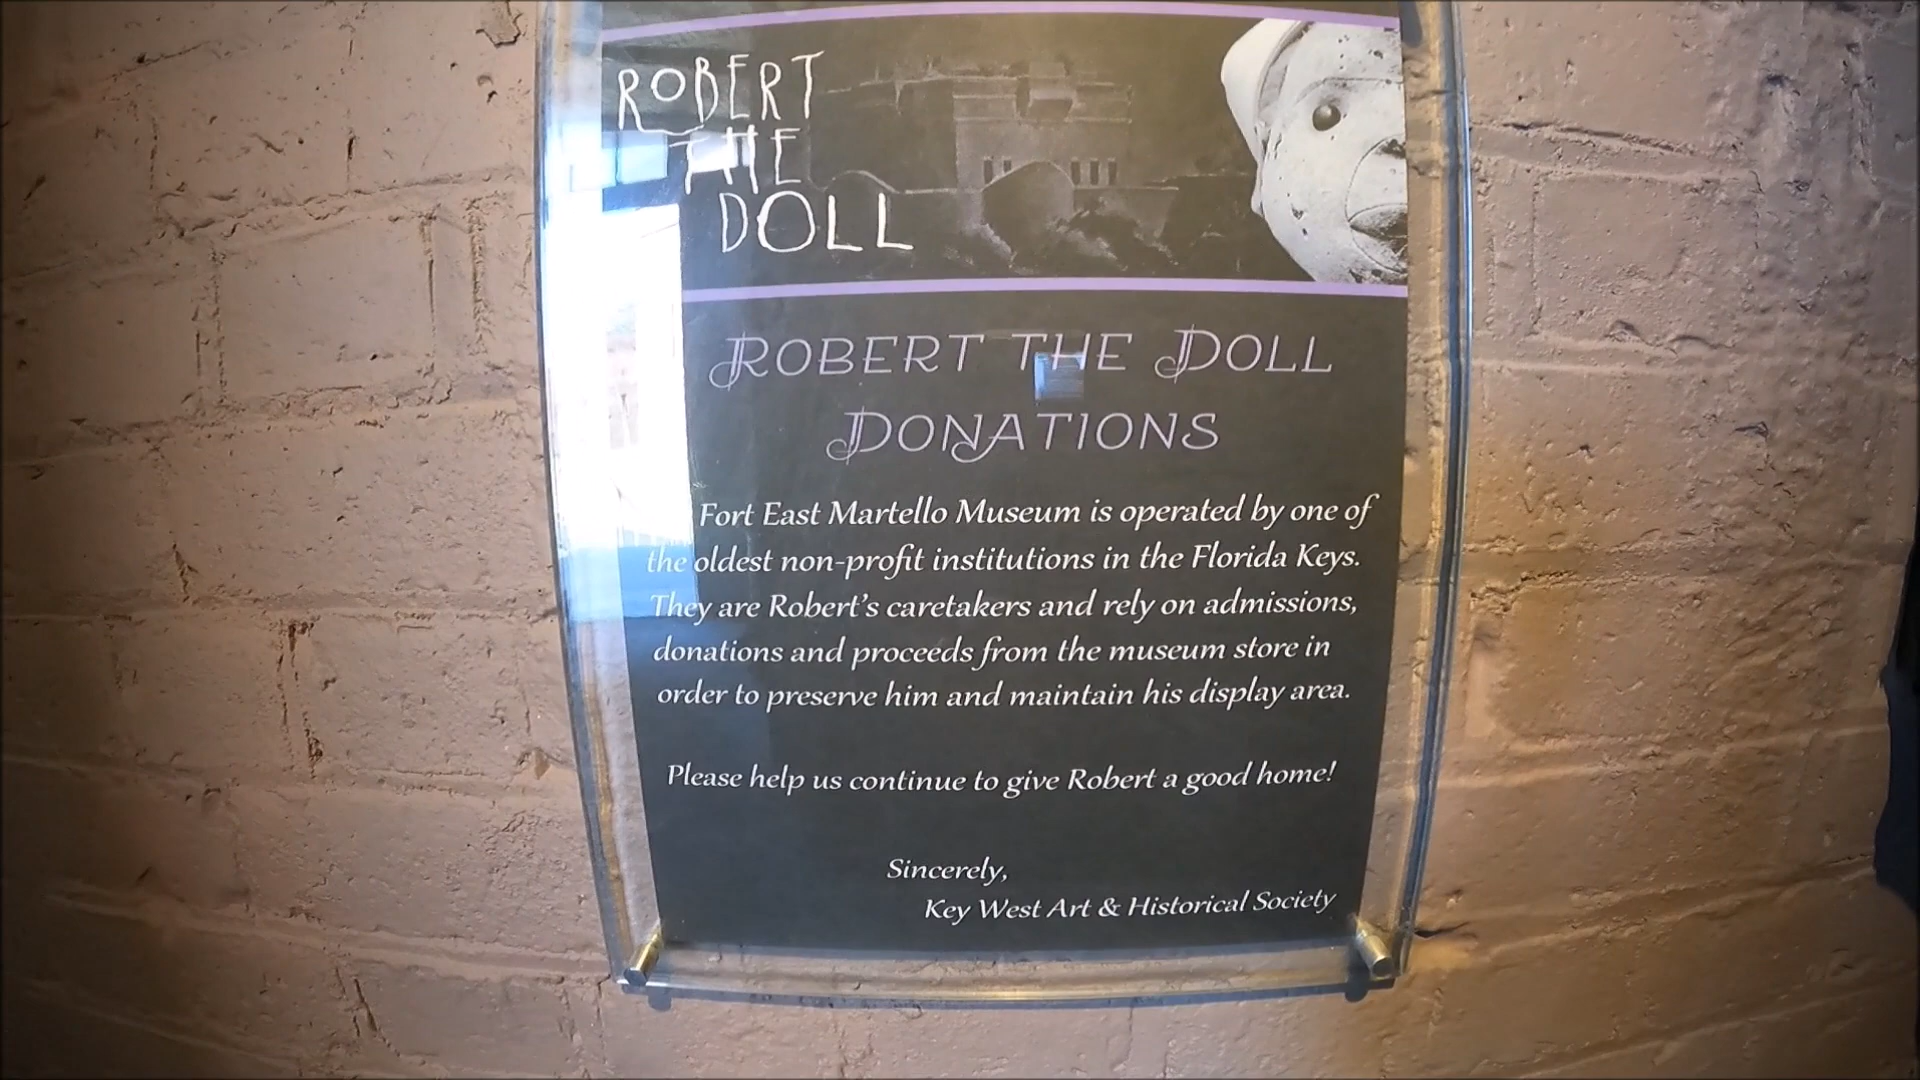 ROBERT
THE
DOLL
ROBERT THE DOLL
DONATIONS
Fort East Martello Museum is operated by one of
the oldest non-profit institutions in the Florida Keys.
They are Robert's caretakers and rely on admissions,
donations and proceeds from the museum store in
order to preserve him and maintain his display area.
Please help us continue to give Robert a good home!
Sincerely,
Key West Art & Historical Society